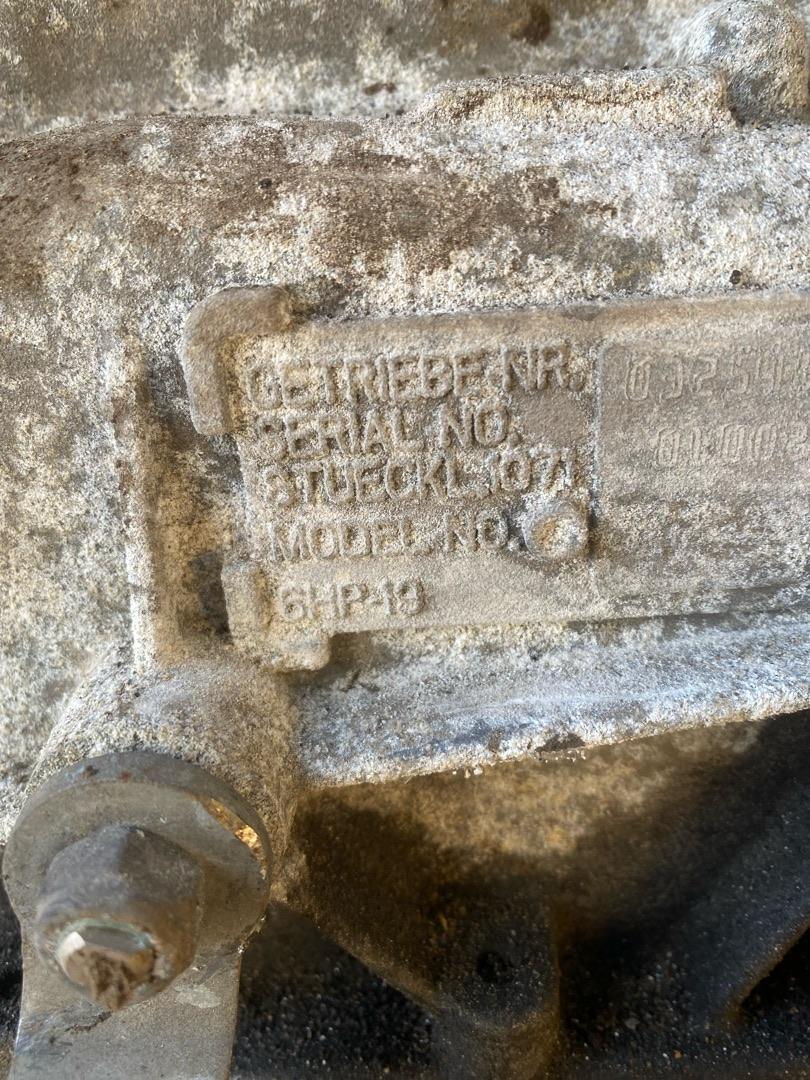 GETRIEBE-NR.
SERIAL NO.
STUECKL. 1071
MODEL NO.
6HP-19